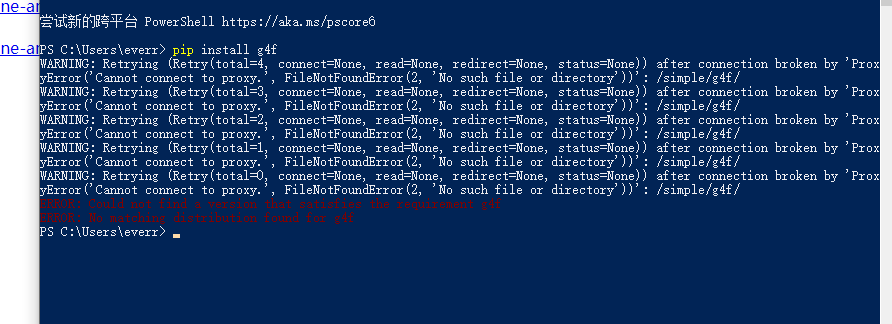 ne-ar
尝试新的跨平台 PowerShell https://aka.ms/pscore6
ne-ar
PS C:\Users\everr> pip install g4f
WARNING: Retrying (Retry(total=4, connect=None, read=None, redirect=None, status=None)) after connection broken by 'Prox
yError('Cannot connect to proxy.', FileNotFoundError(2, 'No such file or directory'))': /simple/g4f/
WARNING: Retrying (Retry(total=3, connect=None, read=None, redirect=None, status=None)) after connection broken by 'Prox
yError('Cannot connect to proxy.', FileNotFoundError(2, 'No such file or directory'))': /simple/g4f/
WARNING: Retrying (Retry(total=2, connect=None, read=None, redirect=None, status=None)) after connection broken by 'Prox
yError('Cannot connect to proxy.', FileNotFoundError(2, 'No such file or directory'))': /simple/g4f/
WARNING: Retrying (Retry(total=1, connect=None, read=None, redirect=None, status=None)) after connection broken by 'Prox
yError('Cannot connect to proxy.', FileNotFoundError(2, 'No such file or directory'))': /simple/g4f/
WARNING: Retrying (Retry(total=0, connect=None, read=None, redirect=None, status=None)) after connection broken by 'Prox
yError('Cannot connect to proxy.', FileNotFoundError(2, 'No such file or directory'))': /simple/g4f/
ERROR: Could not find a version that satisfies the requirement g4f
ERROR: No matching distribution found for g4f
PS C:\Users\everr>